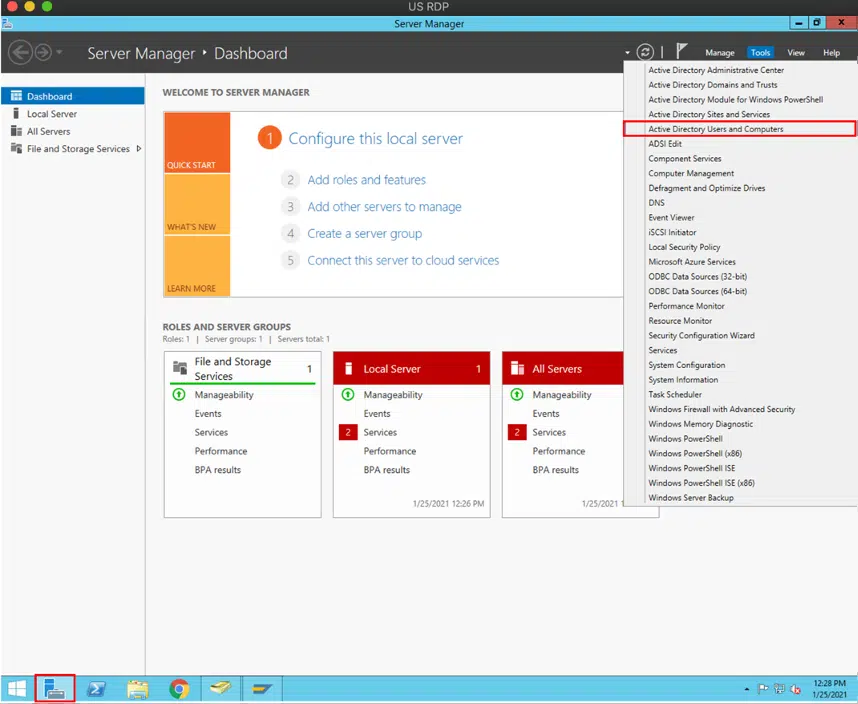 US RDP
Server Manager
Server Manager • Dashboard
Manage Tools View Help
Dashboard
Local Server
All Servers
File and Storage Services
WELCOME TO SERVER MANAGER
QUICK START
WHAT'S NEW
LEARN MORE
1 Configure this local server
2 Add roles and features
3 Add other servers to manage
4 Create a server group
5 Connect this server to cloud services
ROLES AND SERVER GROUPS
Roles: 1 | Server groups: 1 | Servers total: 1
File and Storage
Services 1
Manageability
Events
Services
Performance
BPA results
Local Server 1
Manageability
Events
2 Services
Performance
BPA results
1/25/2021 12:26 PM
All Servers
Manageability
Events
2 Services
Performance
BPA results
1/25/2021 1
Active Directory Administrative Center
Active Directory Domains and Trusts
Active Directory Module for Windows PowerShell
Active Directory Sites and Services
Active Directory Users and Computers
ADSI Edit
Component Services
Computer Management
Defragment and Optimize Drives
DNS
Event Viewer
iSCSI Initiator
Local Security Policy
Microsoft Azure Services
ODBC Data Sources (32-bit)
ODBC Data Sources (64-bit)
Performance Monitor
Resource Monitor
Security Configuration Wizard
Services
System Configuration
System Information
Task Scheduler
Windows Firewall with Advanced Security
Windows Memory Diagnostic
Windows PowerShell
Windows PowerShell (x86)
Windows PowerShell ISE
Windows PowerShell ISE (x86)
Windows Server Backup
12:28 PM
1/25/2021